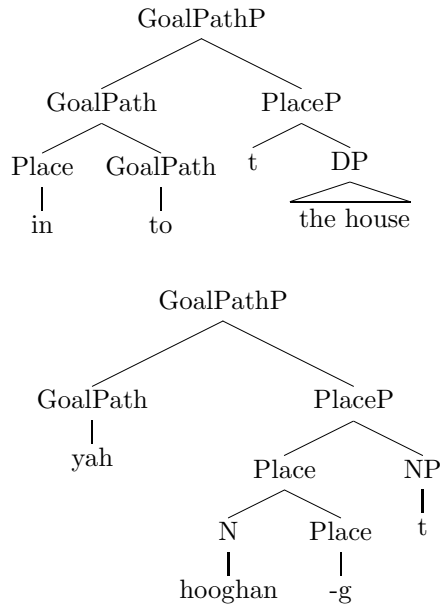 GoalPathP
GoalPath PlaceP
Place GoalPath t DP
in to the house
GoalPathP
GoalPath PlaceP
yah Place NP
N Place t
hooghan -g